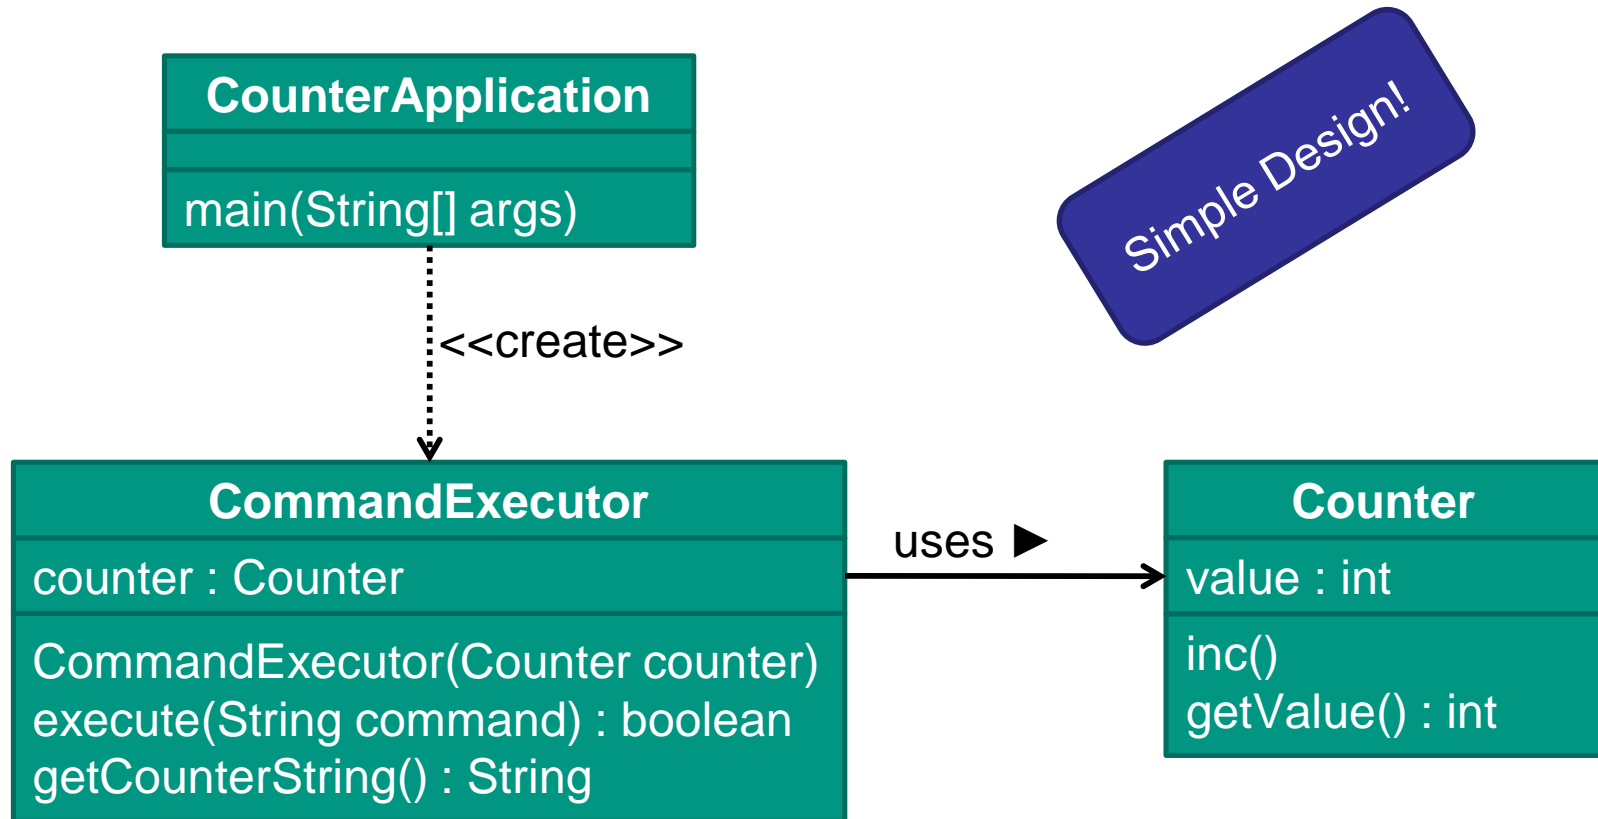 CounterApplication
main(String[] args)
Simple Design!
<<create>>
CommandExecutor
counter : Counter
CommandExecutor(Counter counter)
execute(String command) : boolean
getCounterString() : String
uses ►
Counter
value : int
inc()
getValue() : int